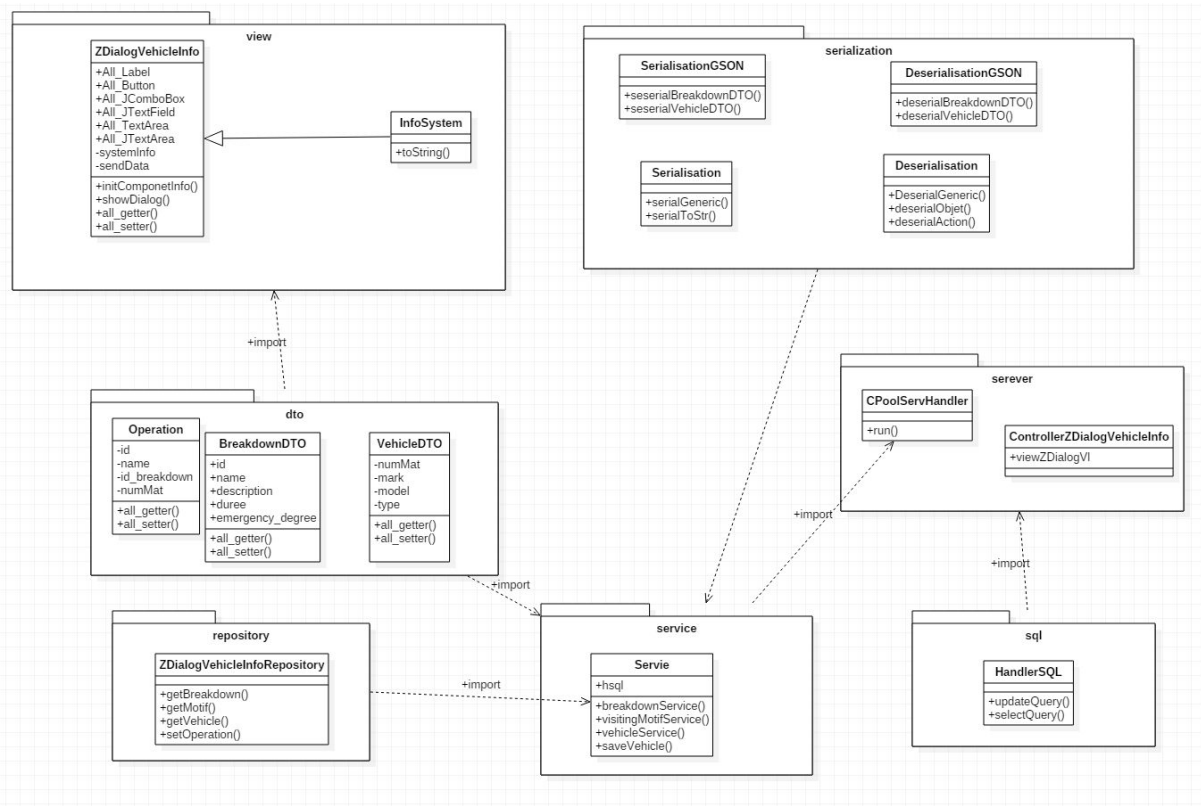 view
ZDialogVehicleInfo
+All_Label
+All_Button
+All_JComboBox
+All_JTextField
+All_TextArea
+All_JTextArea
-systemInfo
-sendData
+initComponetInfo()
+showDialog()
+all_getter()
+all_setter()
InfoSystem
+toString()
serialization
SerialisationGSON
+seserialBreakdownDTO()
+seserialVehicleDTO()
DeserialisationGSON
+deserialBreakdownDTO()
+deserialVehicleDTO()
Serialisation
+serialGeneric()
+serialToStr()
Deserialisation
+DeserialGeneric()
+deserialObjet()
+deserialAction()
+import
dto
Operation
-id
-name
-id_breakdown
-numMat
+all_getter()
+all_setter()
BreakdownDTO
+id
+name
+description
+duree
+emergency_degree
+all_getter()
+all_setter()
VehicleDTO
-numMat
-mark
-model
-type
+all_getter()
+all_setter()
serever
CPoolServHandler
+run()
ControllerZDialogVehicleInfo
+viewZDialogVI
+import
+import
+import
repository
ZDialogVehicleInfoRepository
+getBreakdown()
+getMotif()
+getVehicle()
+setOperation()
+import
service
Servie
+hsql
+breakdownService()
+visitingMotifService()
+vehicleService()
+saveVehicle()
sql
HandlerSQL
+updateQuery()
+selectQuery()